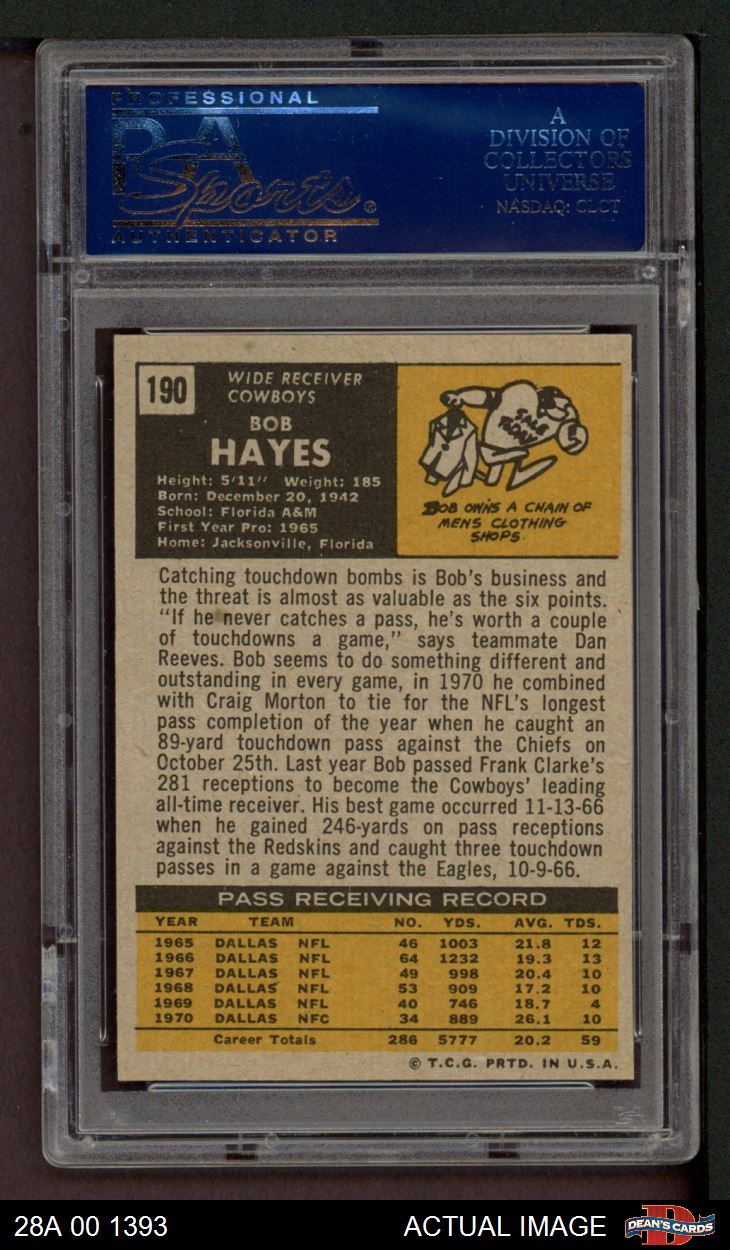 PROFESSIONAL
PSA
Sports ®
AUTHENTICATOR
A
DIVISION OF
COLLECTORS
UNIVERSE
NASDAQ: CLCT
190
WIDE RECEIVER
COWBOYS
BOB
HAYES
Height: 5'11" Weight: 185
Born: December 20, 1942
School: Florida A&M
First Year Pro: 1965
Home: Jacksonville, Florida
SALE
TODAY
BOB OWNS A CHAIN OF
MENS CLOTHING
SHOPS.
Catching touchdown bombs is Bob's business and
the threat is almost as valuable as the six points.
"If he never catches a pass, he's worth a couple
of touchdowns a game," says teammate Dan
Reeves. Bob seems to do something different and
outstanding in every game, in 1970 he combined
with Craig Morton to tie for the NFL's longest
pass completion of the year when he caught an
89-yard touchdown pass against the Chiefs on
October 25th. Last year Bob passed Frank Clarke's
281 receptions to become the Cowboys' leading
all-time receiver. His best game occurred 11-13-66
when he gained 246-yards on pass receptions
against the Redskins and caught three touchdown
passes in a game against the Eagles, 10-9-66.
PASS RECEIVING RECORD
YEAR TEAM NO. YDS. AVG. TDS.
1965 DALLAS NFL 46 1003 21.8 12
1966 DALLAS NFL 64 1232 19.3 13
1967 DALLAS NFL 49 998 20.4 10
1968 DALLAS NFL 53 909 17.2 10
1969 DALLAS NFL 40 746 18.7 4
1970 DALLAS NFC 34 889 26.1 10
Career Totals 286 5777 20.2 59
© T.C.G. PRTD. IN U.S.A.
28A 00 1393
ACTUAL IMAGE
DEAN'S CARDS